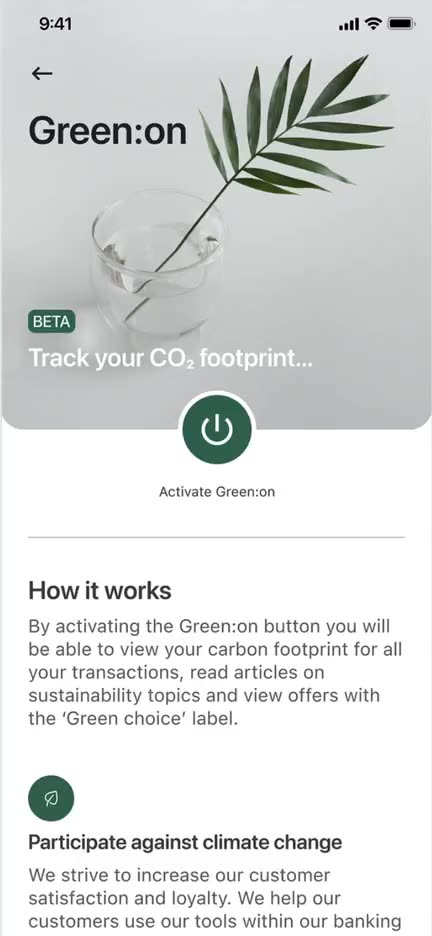 9:41
Green:on
BETA
Track your CO₂ footprint...
Activate Green:on
How it works
By activating the Green:on button you will
be able to view your carbon footprint for all
your transactions, read articles on
sustainability topics and view offers with
the ‘Green choice’ label.
Participate against climate change
We strive to increase our customer
satisfaction and loyalty. We help our
customers use our tools within our banking